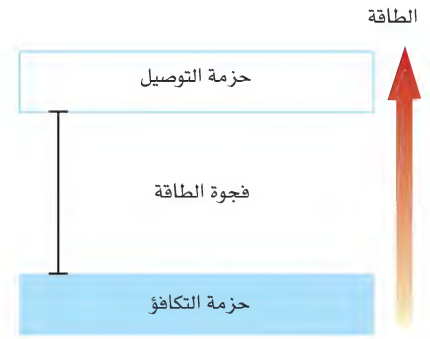 الطاقة
حزمة التوصيل
فجوة الطاقة
حزمة التكافؤ